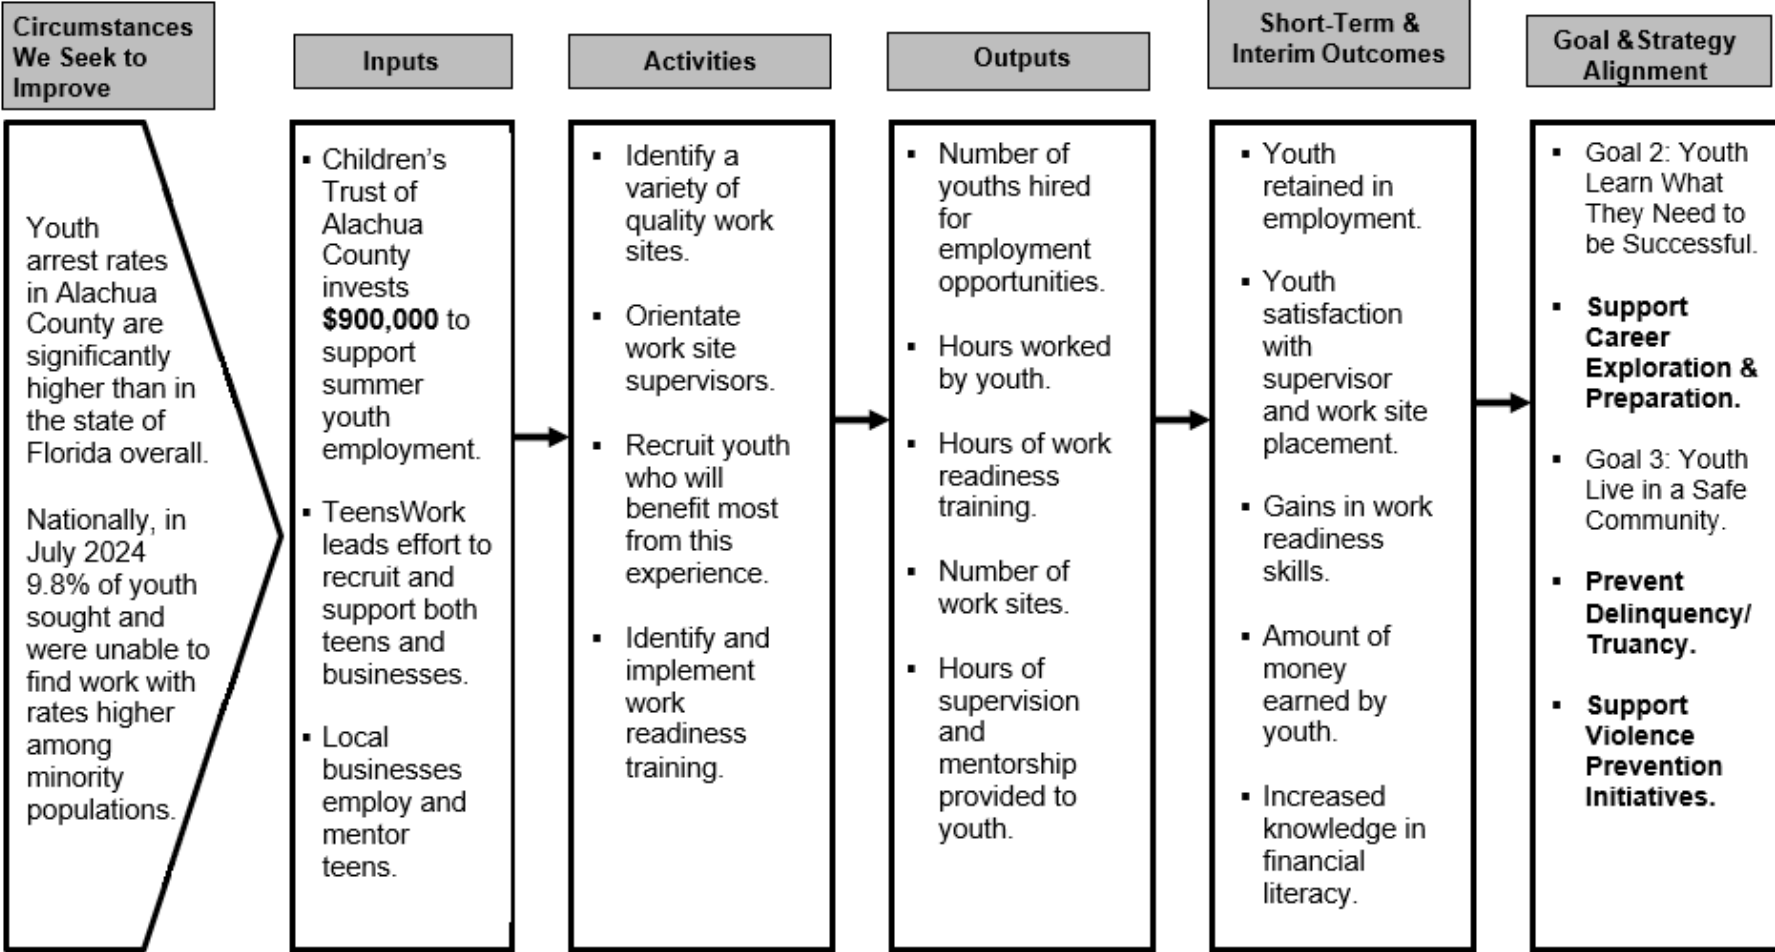 Circumstances
We Seek to
Improve
Youth
arrest rates
in Alachua
County are
significantly
higher than in
the state of
Florida overall.
Nationally, in
July 2024
9.8% of youth
sought and
were unable to
find work with
rates higher
among
minority
populations.
Inputs
▪ Children's
Trust of
Alachua
County
invests
$900,000 to
support
summer
youth
employment.
▪ TeensWork
leads effort to
recruit and
support both
teens and
businesses.
▪ Local
businesses
employ and
mentor
teens.
Activities
▪ Identify a
variety of
quality work
sites.
▪ Orientate
work site
supervisors.
▪ Recruit youth
who will
benefit most
from this
experience.
▪ Identify and
implement
work
readiness
training.
Outputs
▪ Number of
youths hired
for
employment
opportunities.
▪ Hours worked
by youth.
▪ Hours of work
readiness
training.
▪ Number of
work sites.
▪ Hours of
supervision
and
mentorship
provided to
youth.
Short-Term &
Interim Outcomes
▪ Youth
retained in
employment.
▪ Youth
satisfaction
with
supervisor
and work site
placement.
▪ Gains in work
readiness
skills.
▪ Amount of
money
earned by
youth.
▪ Increased
knowledge in
financial
literacy.
Goal & Strategy
Alignment
▪ Goal 2: Youth
Learn What
They Need to
be Successful.
▪ Support
Career
Exploration &
Preparation.
▪ Goal 3: Youth
Live in a Safe
Community.
▪ Prevent
Delinquency/
Truancy.
▪ Support
Violence
Prevention
Initiatives.